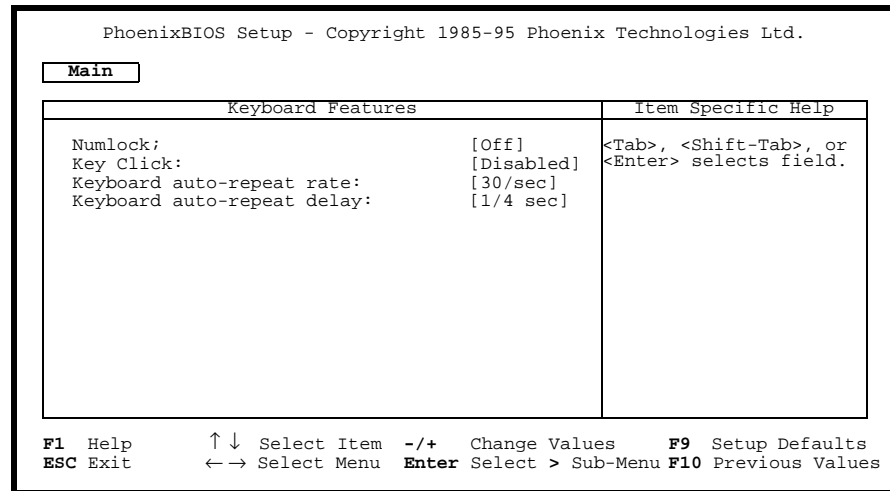 PhoenixBIOS Setup - Copyright 1985-95 Phoenix Technologies Ltd.
Main
Keyboard Features
Item Specific Help
Numlock; [Off]
Key Click: [Disabled]
Keyboard auto-repeat rate: [30/sec]
Keyboard auto-repeat delay: [1/4 sec]
<Tab>, <Shift-Tab>, or
<Enter> selects field.
F1 Help ↑↓ Select Item -/+ Change Values F9 Setup Defaults
ESC Exit ←→ Select Menu Enter Select > Sub-Menu F10 Previous Values